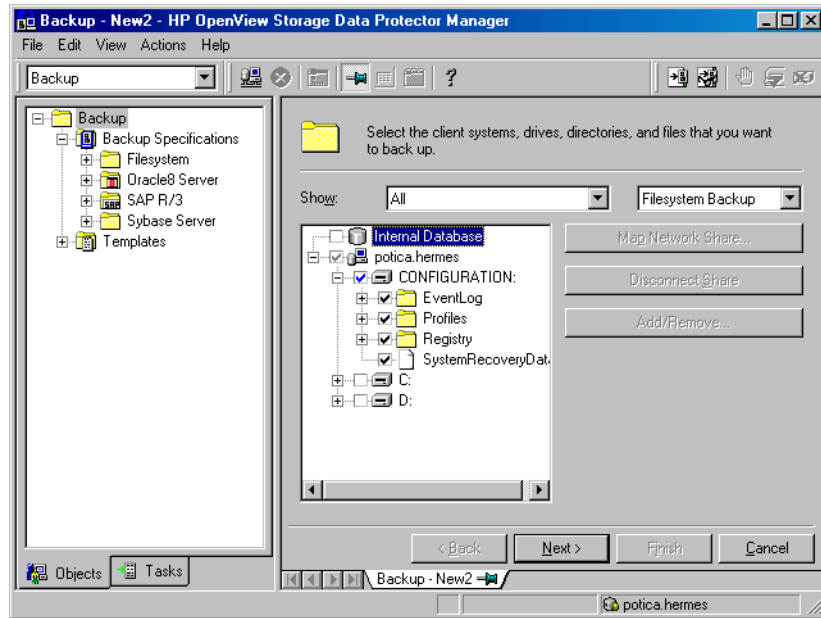 Backup - New2 - HP OpenView Storage Data Protector Manager
File Edit View Actions Help
Backup
?
Backup
Backup Specifications
Filesystem
Oracle8 Server
SAP R/3
Sybase Server
Templates
Objects
Tasks
Select the client systems, drives, directories, and files that you want
to back up.
Show:
All
Filesystem Backup
Internal Database
potica.hermes
CONFIGURATION:
EventLog
Profiles
Registry
SystemRecoveryDat
C:
D:
Map Network Share...
Disconnect Share
Add/Remove...
< Back
Next >
Finish
Cancel
Backup - New2
potica.hermes